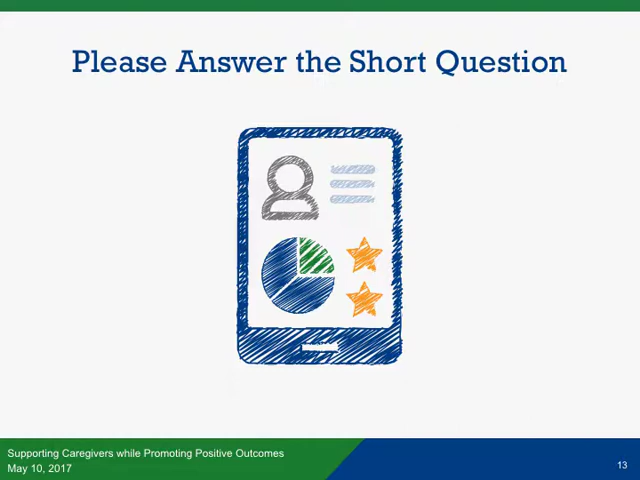 Please Answer the Short Question
Supporting Caregivers while Promoting Positive Outcomes
May 10, 2017
13